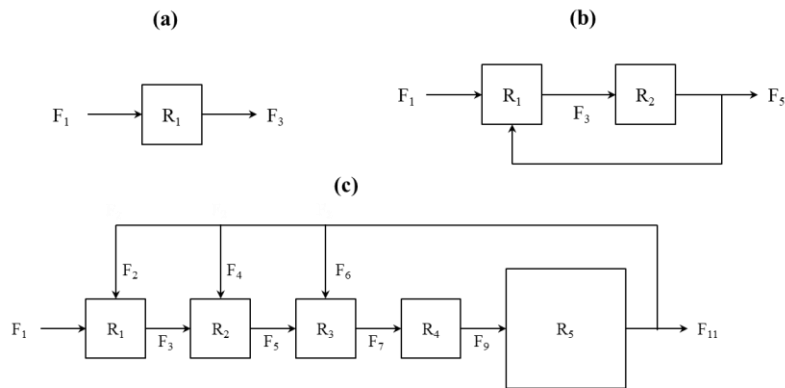 (a)
F₁ R₁ F₃
(b)
F₁ R₁ F₃ R₂ F₅
(c)
F₂ F₄ F₆
F₁ R₁ F₃ R₂ F₅ R₃ F₇ R₄ F₉ R₅ F₁₁